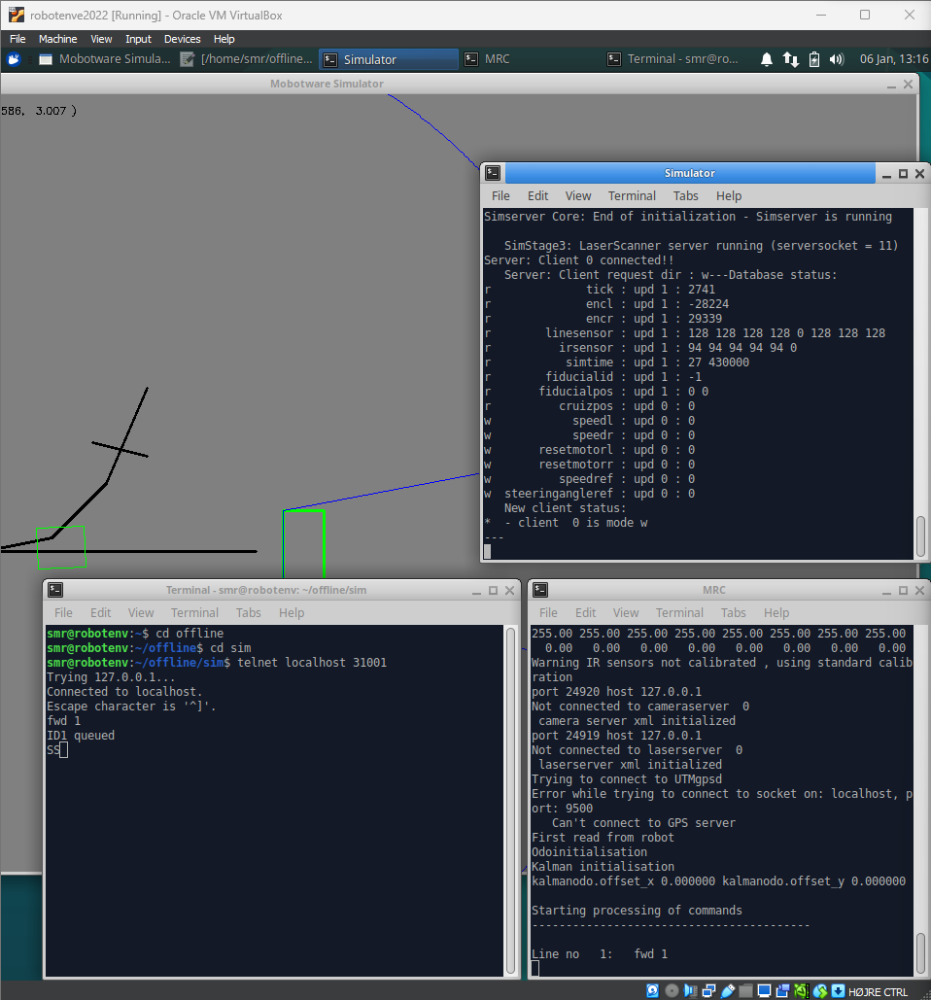 robotenve2022 [Running] - Oracle VM VirtualBox
File Machine View Input Devices Help
Mobotware Simula... [/home/smr/offline... Simulator MRC Terminal - smr@ro... 06 Jan, 13:16
Mobotware Simulator
586, 3.007 )
Simulator
File Edit View Terminal Tabs Help
Simserver Core: End of initialization - Simserver is running
SimStage3: LaserScanner server running (serversocket = 11)
Server: Client 0 connected!!
Server: Client request dir : w---Database status:
r tick : upd 1 : 2741
r encl : upd 1 : -28224
r encr : upd 1 : 29339
r linesensor : upd 1 : 128 128 128 128 0 128 128 128
r irsensor : upd 1 : 94 94 94 94 94 0
r simtime : upd 1 : 27 430000
r fiducialid : upd 1 : -1
r fiducialpos : upd 1 : 0 0
r cruizpos : upd 0 : 0
w speedl : upd 0 : 0
w speedr : upd 0 : 0
w resetmotorl : upd 0 : 0
w resetmotorr : upd 0 : 0
w speedref : upd 0 : 0
w steeringangleref : upd 0 : 0
New client status:
* - client 0 is mode w
---
Terminal - smr@robotenv: ~/offline/sim
File Edit View Terminal Tabs Help
smr@robotenv:~$ cd offline
smr@robotenv:~/offline$ cd sim
smr@robotenv:~/offline/sim$ telnet localhost 31001
Trying 127.0.0.1...
Connected to localhost.
Escape character is '^]'.
fwd 1
ID1 queued
SS
MRC
File Edit View Terminal Tabs Help
255.00 255.00 255.00 255.00 255.00 255.00 255.00 255.00
0.00 0.00 0.00 0.00 0.00 0.00 0.00 0.00
Warning IR sensors not calibrated , using standard calib
ration
port 24920 host 127.0.0.1
Not connected to cameraserver 0
camera server xml initialized
port 24919 host 127.0.0.1
Not connected to laserserver 0
laserserver xml initialized
Trying to connect to UTMgpsd
Error while trying to connect to socket on: localhost, p
ort: 9500
Can't connect to GPS server
First read from robot
Odoinitialisation
Kalman initialisation
kalmanodo.offset_x 0.000000 kalmanodo.offset_y 0.000000
Starting processing of commands
----------------------------------------
Line no 1: fwd 1
HØJRE CTRL